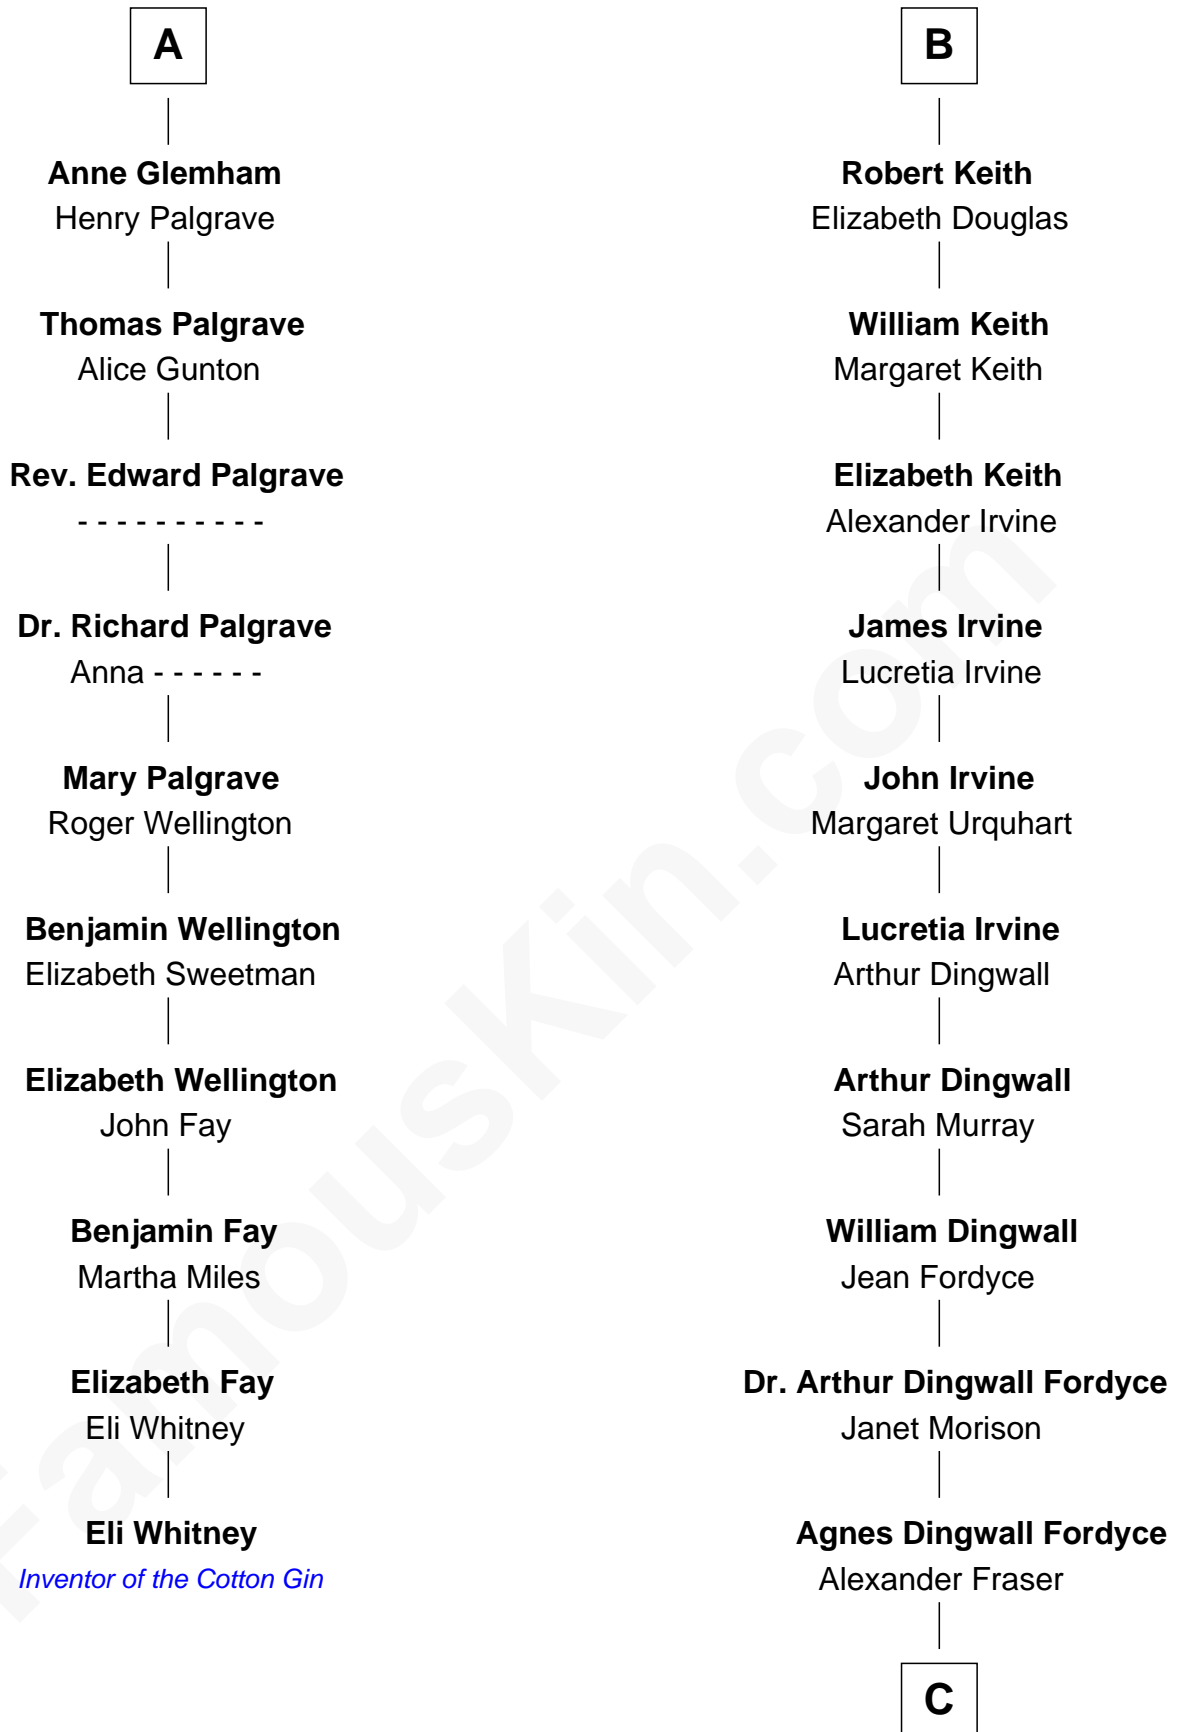 A
Anne Glemham
Henry Palgrave
Thomas Palgrave
Alice Gunton
Rev. Edward Palgrave
- - - - - - - - - -
Dr. Richard Palgrave
Anna - - - - - -
Mary Palgrave
Roger Wellington
Benjamin Wellington
Elizabeth Sweetman
Elizabeth Wellington
John Fay
Benjamin Fay
Martha Miles
Elizabeth Fay
Eli Whitney
Eli Whitney
Inventor of the Cotton Gin
B
Robert Keith
Elizabeth Douglas
William Keith
Margaret Keith
Elizabeth Keith
Alexander Irvine
James Irvine
Lucretia Irvine
John Irvine
Margaret Urquhart
Lucretia Irvine
Arthur Dingwall
Arthur Dingwall
Sarah Murray
William Dingwall
Jean Fordyce
Dr. Arthur Dingwall Fordyce
Janet Morison
Agnes Dingwall Fordyce
Alexander Fraser
C
FamousKin.com